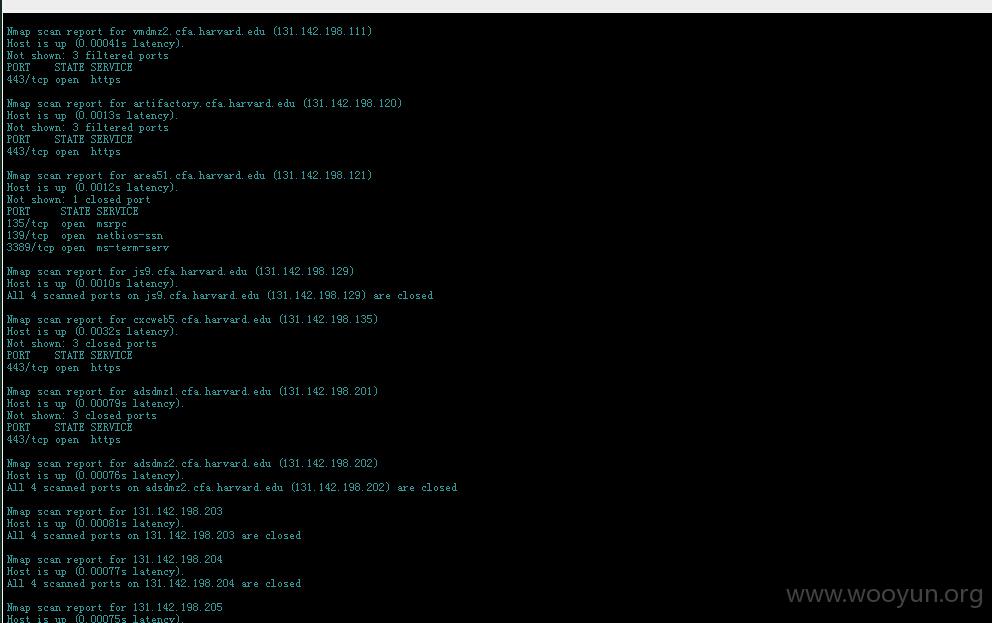 Nmap scan report for vmdmz2.cfa.harvard.edu (131.142.198.111)
Host is up (0.00041s latency).
Not shown: 3 filtered ports
PORT    STATE SERVICE
443/tcp open  https
Nmap scan report for artifactory.cfa.harvard.edu (131.142.198.120)
Host is up (0.0013s latency).
Not shown: 3 filtered ports
PORT    STATE SERVICE
443/tcp open  https
Nmap scan report for area51.cfa.harvard.edu (131.142.198.121)
Host is up (0.0012s latency).
Not shown: 1 closed port
PORT     STATE SERVICE
135/tcp  open  msrpc
139/tcp  open  netbios-ssn
3389/tcp open  ms-term-serv
Nmap scan report for js9.cfa.harvard.edu (131.142.198.129)
Host is up (0.0010s latency).
All 4 scanned ports on js9.cfa.harvard.edu (131.142.198.129) are closed
Nmap scan report for cxcweb5.cfa.harvard.edu (131.142.198.135)
Host is up (0.0032s latency).
Not shown: 3 closed ports
PORT    STATE SERVICE
443/tcp open  https
Nmap scan report for adsdmz1.cfa.harvard.edu (131.142.198.201)
Host is up (0.00079s latency).
Not shown: 3 closed ports
PORT    STATE SERVICE
443/tcp open  https
Nmap scan report for adsdmz2.cfa.harvard.edu (131.142.198.202)
Host is up (0.00076s latency).
All 4 scanned ports on adsdmz2.cfa.harvard.edu (131.142.198.202) are closed
Nmap scan report for 131.142.198.203
Host is up (0.00081s latency).
All 4 scanned ports on 131.142.198.203 are closed
Nmap scan report for 131.142.198.204
Host is up (0.00077s latency).
All 4 scanned ports on 131.142.198.204 are closed
Nmap scan report for 131.142.198.205
Host is up (0.00075s latency).
www.wooyun.org